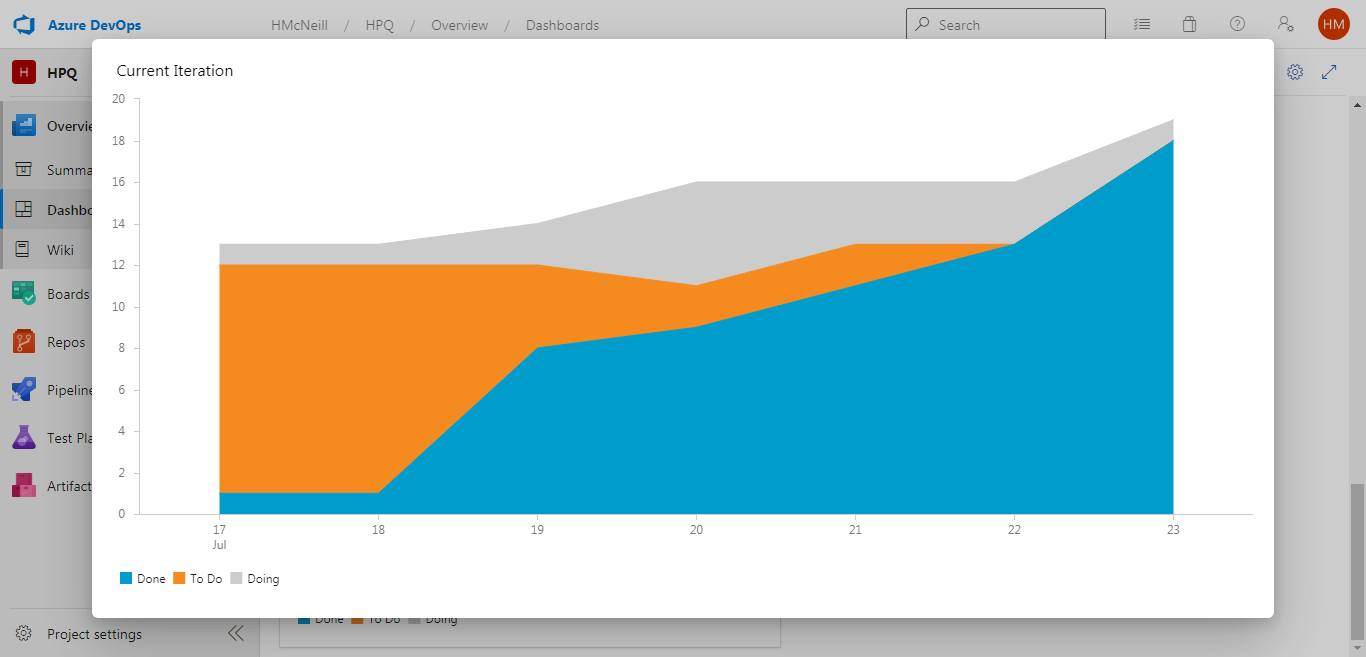 Azure DevOps
HMcNeill / HPQ / Overview / Dashboards
Search
HM
H HPQ
Overvie
Summa
Dashbo
Wiki
Boards
Repos
Pipeline
Test Pla
Artifact
Project settings
Current Iteration
20
18
16
14
12
10
8
6
4
2
0
17 18 19 20 21 22 23
Jul
Done To Do Doing
Done To Do Doing